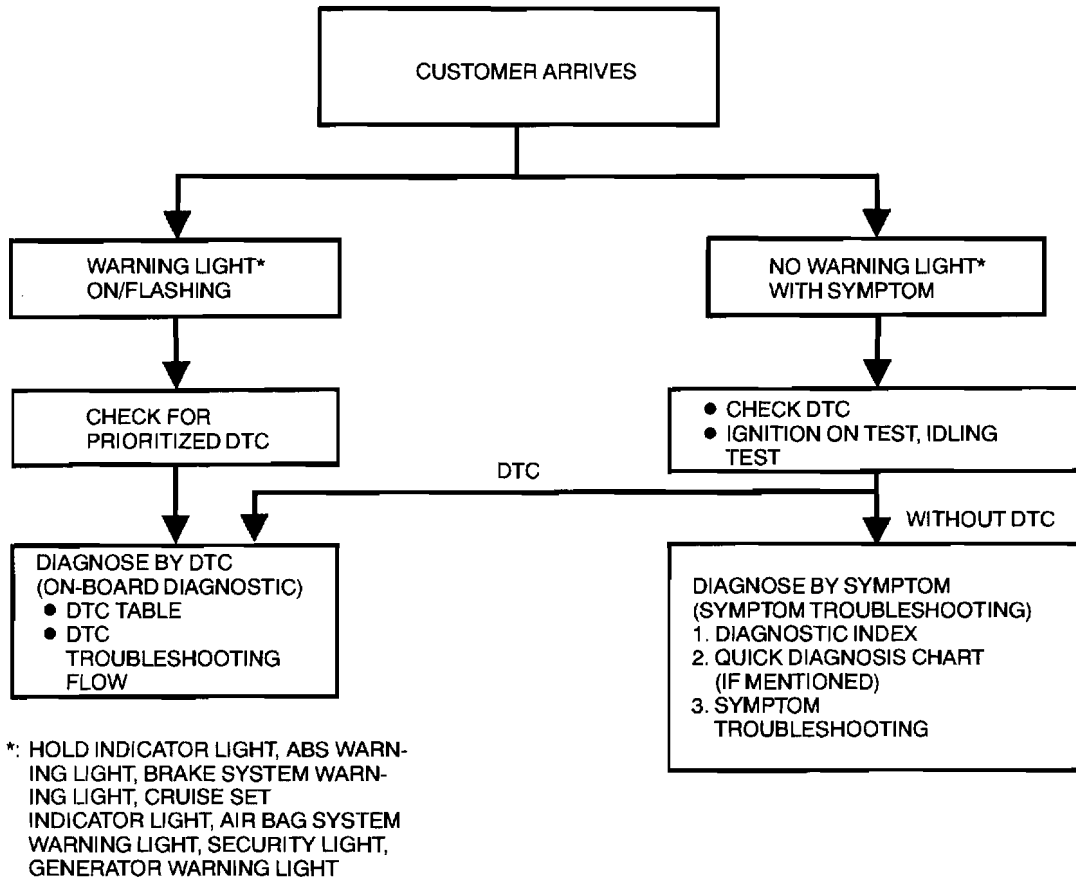 CUSTOMER ARRIVES
WARNING LIGHT*
ON/FLASHING
NO WARNING LIGHT*
WITH SYMPTOM
CHECK FOR
PRIORITIZED DTC
● CHECK DTC
● IGNITION ON TEST, IDLING
TEST
DTC
WITHOUT DTC
DIAGNOSE BY DTC
(ON-BOARD DIAGNOSTIC)
● DTC TABLE
● DTC
TROUBLESHOOTING
FLOW
DIAGNOSE BY SYMPTOM
(SYMPTOM TROUBLESHOOTING)
1. DIAGNOSTIC INDEX
2. QUICK DIAGNOSIS CHART
(IF MENTIONED)
3. SYMPTOM
TROUBLESHOOTING
*: HOLD INDICATOR LIGHT, ABS WARN-
ING LIGHT, BRAKE SYSTEM WARN-
ING LIGHT, CRUISE SET
INDICATOR LIGHT, AIR BAG SYSTEM
WARNING LIGHT, SECURITY LIGHT,
GENERATOR WARNING LIGHT